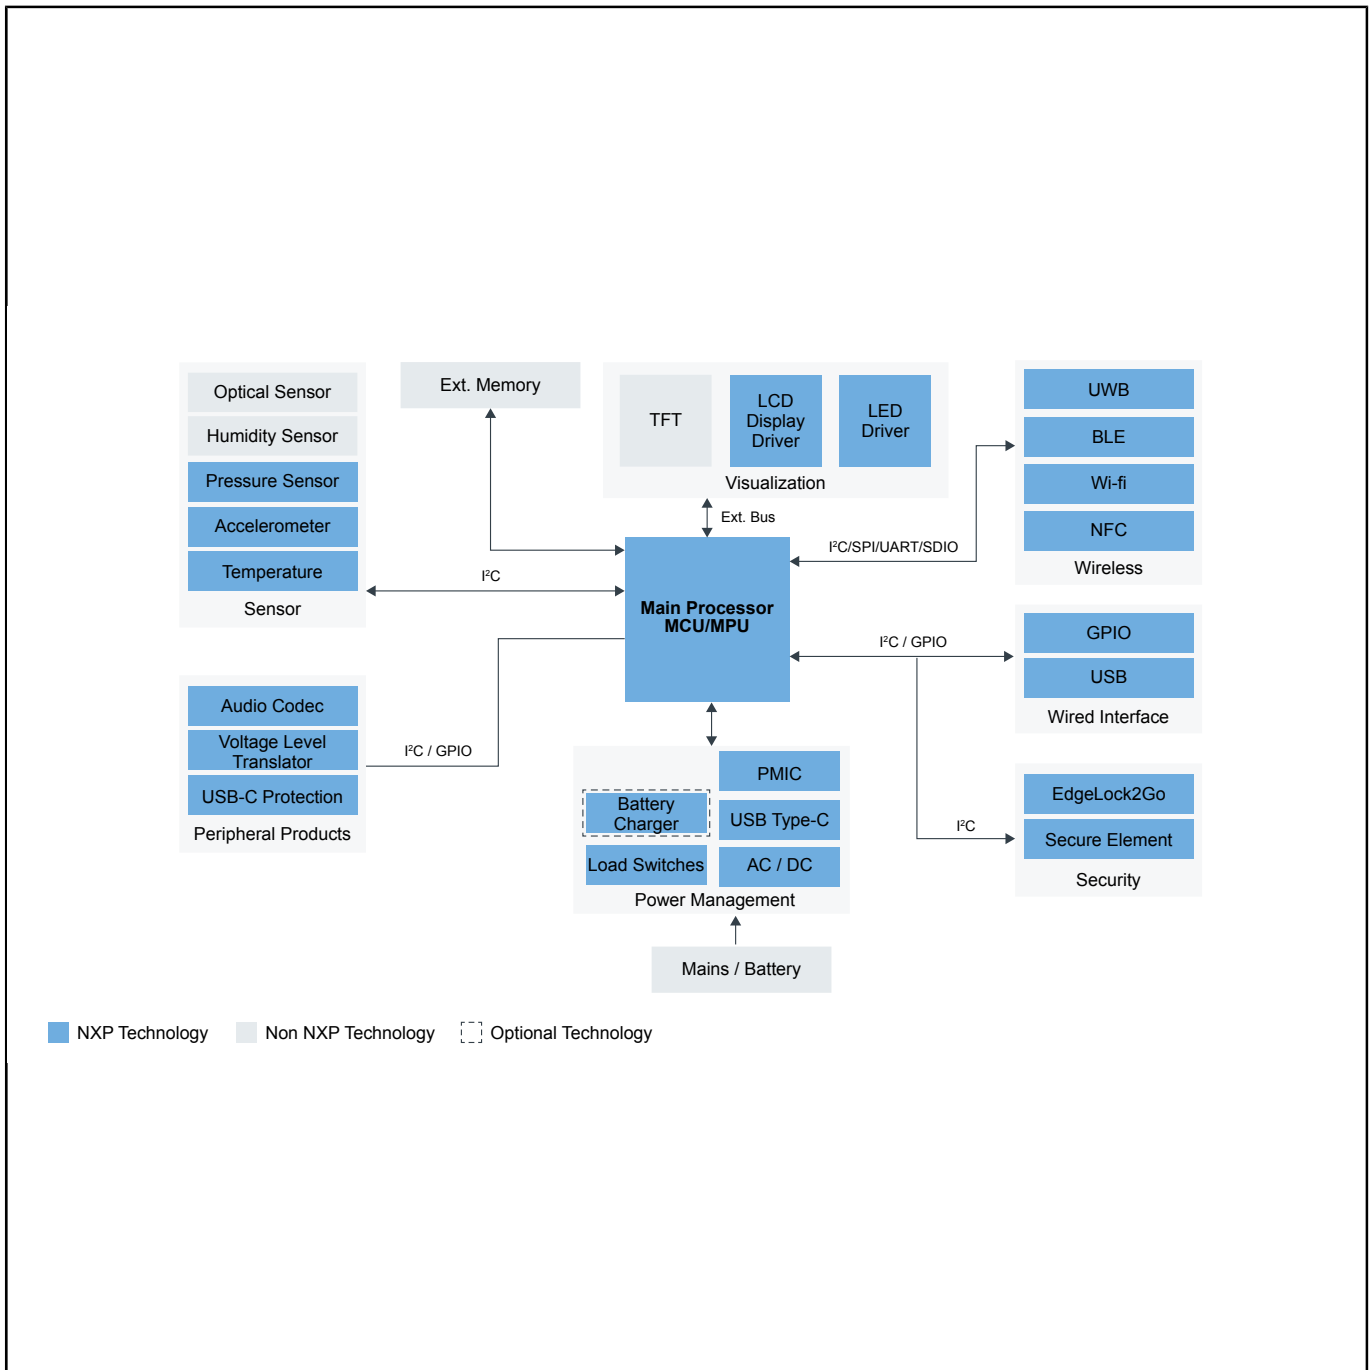 Optical Sensor
Humidity Sensor
Pressure Sensor
Accelerometer
Temperature
Sensor
Ext. Memory
TFT
LCD
Display
Driver
LED
Driver
Visualization
Ext. Bus
UWB
BLE
Wi-fi
NFC
Wireless
I²C/SPI/UART/SDIO
I²C
Main Processor
MCU/MPU
I²C / GPIO
GPIO
USB
Wired Interface
Audio Codec
Voltage Level
Translator
USB-C Protection
Peripheral Products
I²C / GPIO
PMIC
Battery
Charger
USB Type-C
Load Switches
AC / DC
Power Management
I²C
EdgeLock2Go
Secure Element
Security
Mains / Battery
NXP Technology
Non NXP Technology
Optional Technology